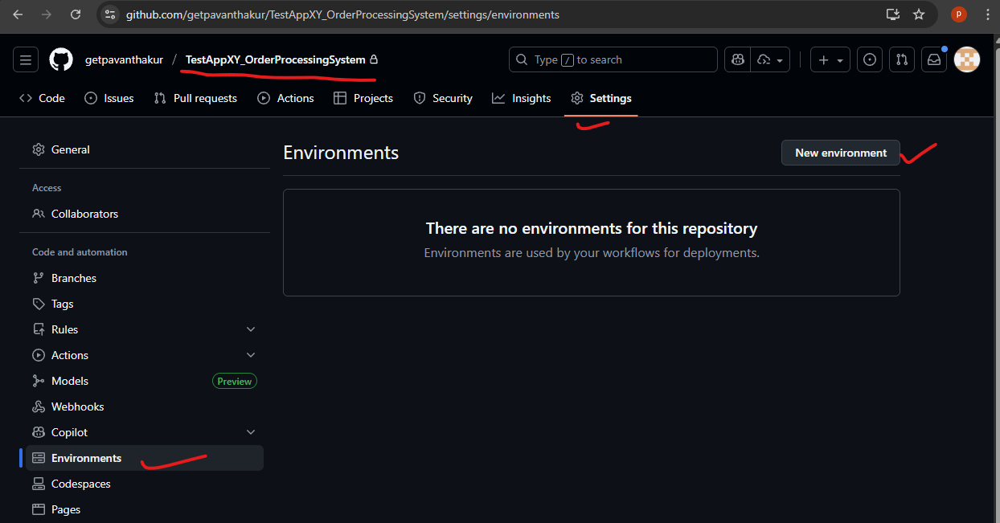 github.com/getpavanthakur/TestAppXY_OrderProcessingSystem/settings/environments
p
getpavanthakur / TestAppXY_OrderProcessingSystem
Type / to search
Code Issues Pull requests Actions Projects Security Insights Settings
General
Access
Collaborators
Code and automation
Branches
Tags
Rules
Actions
Models Preview
Webhooks
Copilot
Environments
Codespaces
Pages
Environments
New environment
There are no environments for this repository
Environments are used by your workflows for deployments.